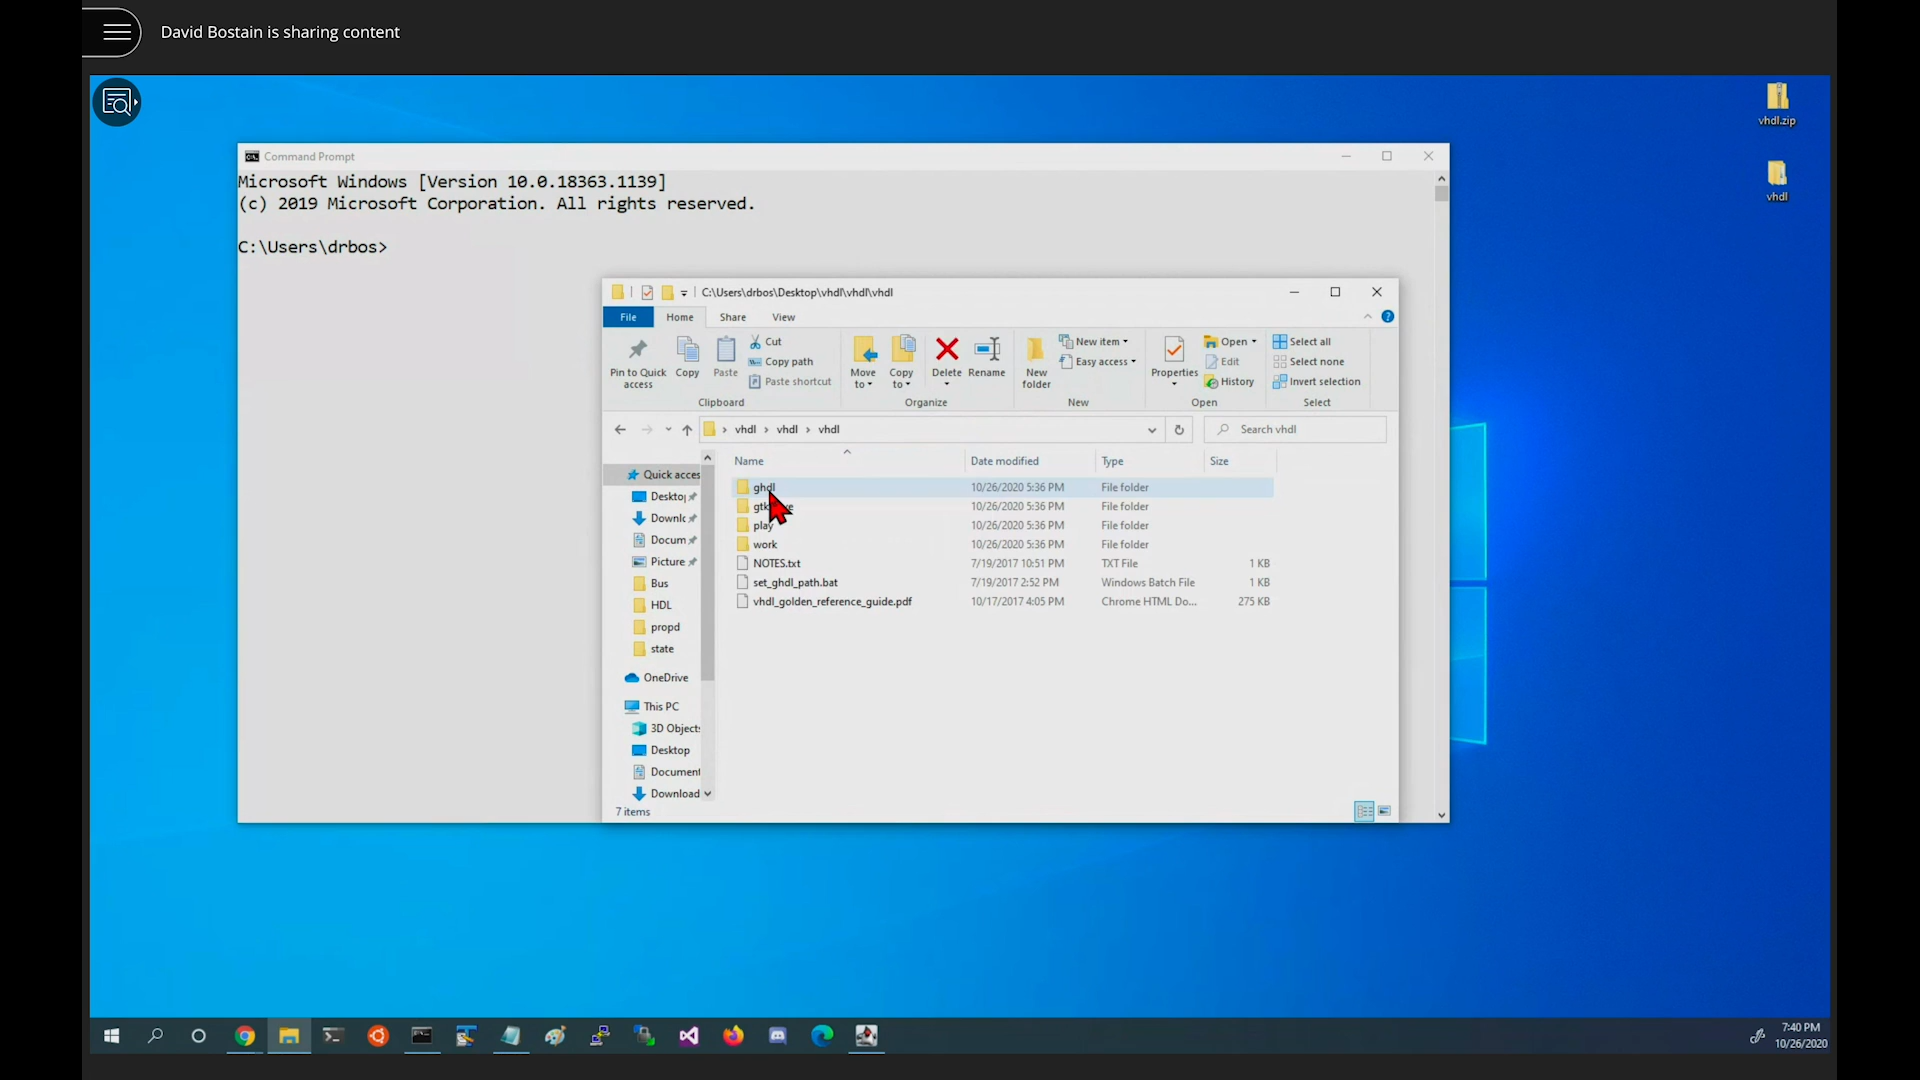 David Bostain is sharing content
vhdl.zip
vhdl
Command Prompt
Microsoft Windows [Version 10.0.18363.1139]
(c) 2019 Microsoft Corporation. All rights reserved.
C:\Users\drbos>
C:\Users\drbos\Desktop\vhdl\vhdl\vhdl
File Home Share View
Pin to Quick access
Copy
Paste
Cut
Copy path
Paste shortcut
Clipboard
Move to
Copy to
Delete
Rename
Organize
New folder
New item
Easy access
New
Properties
Open
Edit
History
Open
Select all
Select none
Invert selection
Select
vhdl > vhdl > vhdl
Search vhdl
Quick acces
Desktop
Downlc
Docum
Picture
Bus
HDL
propd
state
OneDrive
This PC
3D Objects
Desktop
Document
Download
Name Date modified Type Size
ghdl 10/26/2020 5:36 PM File folder
10/26/2020 5:36 PM File folder
play 10/26/2020 5:36 PM File folder
work 10/26/2020 5:36 PM File folder
NOTES.txt 7/19/2017 10:51 PM TXT File 1 KB
set_ghdl_path.bat 7/19/2017 2:52 PM Windows Batch File 1 KB
vhdl_golden_reference_guide.pdf 10/17/2017 4:05 PM Chrome HTML Do... 275 KB
7 items
7:40 PM
10/26/2020